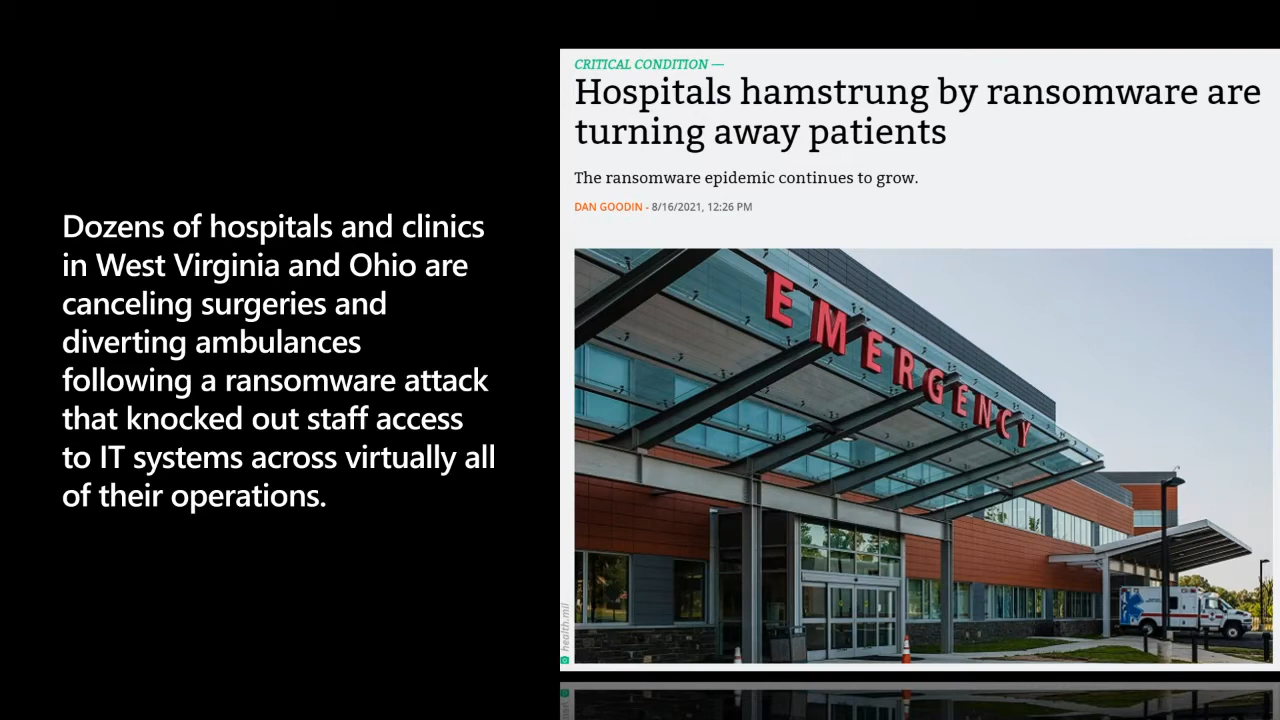 Dozens of hospitals and clinics
in West Virginia and Ohio are
canceling surgeries and
diverting ambulances
following a ransomware attack
that knocked out staff access
to IT systems across virtually all
of their operations.
CRITICAL CONDITION —
Hospitals hamstrung by ransomware are
turning away patients
The ransomware epidemic continues to grow.
DAN GOODIN - 8/16/2021, 12:26 PM
EMERGENCY
health.mil